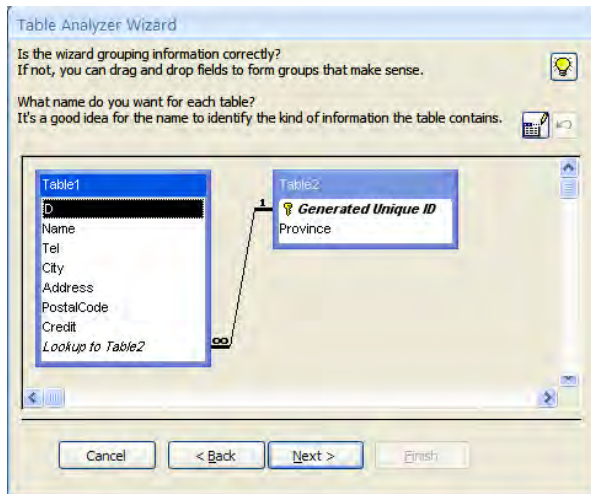 Table Analyzer Wizard
Is the wizard grouping information correctly?
If not, you can drag and drop fields to form groups that make sense.
What name do you want for each table?
It's a good idea for the name to identify the kind of information the table contains.
Table1
D
Name
Tel
City
Address
PostalCode
Credit
Lookup to Table2
1
∞
Table2
Generated Unique ID
Province
Cancel
< Back
Next >
Finish